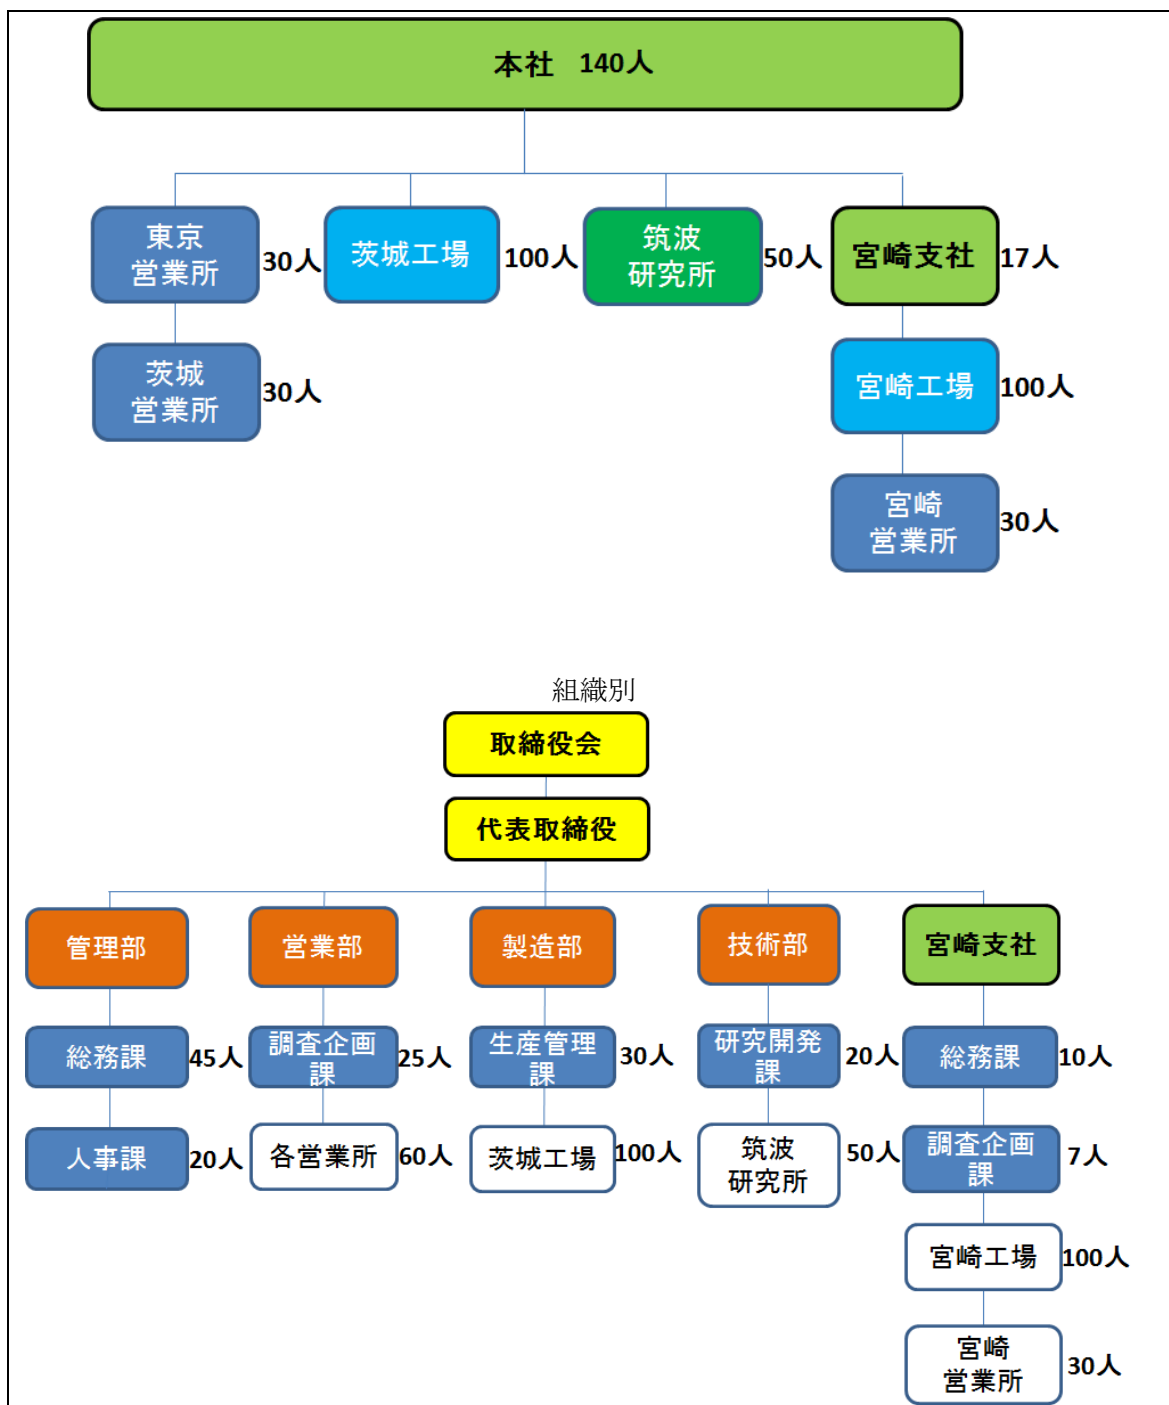 本社 140人
東京
営業所
30人
茨城工場
100人
筑波
研究所
50人
宮崎支社
17人
茨城
営業所
30人
宮崎工場
100人
宮崎
営業所
30人
組織別
取締役会
代表取締役
管理部
営業部
製造部
技術部
宮崎支社
総務課
45人
調査企画
課
25人
生産管理
課
30人
研究開発
課
20人
総務課
10人
人事課
20人
各営業所
60人
茨城工場
100人
筑波
研究所
50人
調査企画
課
7人
宮崎工場
100人
宮崎
営業所
30人